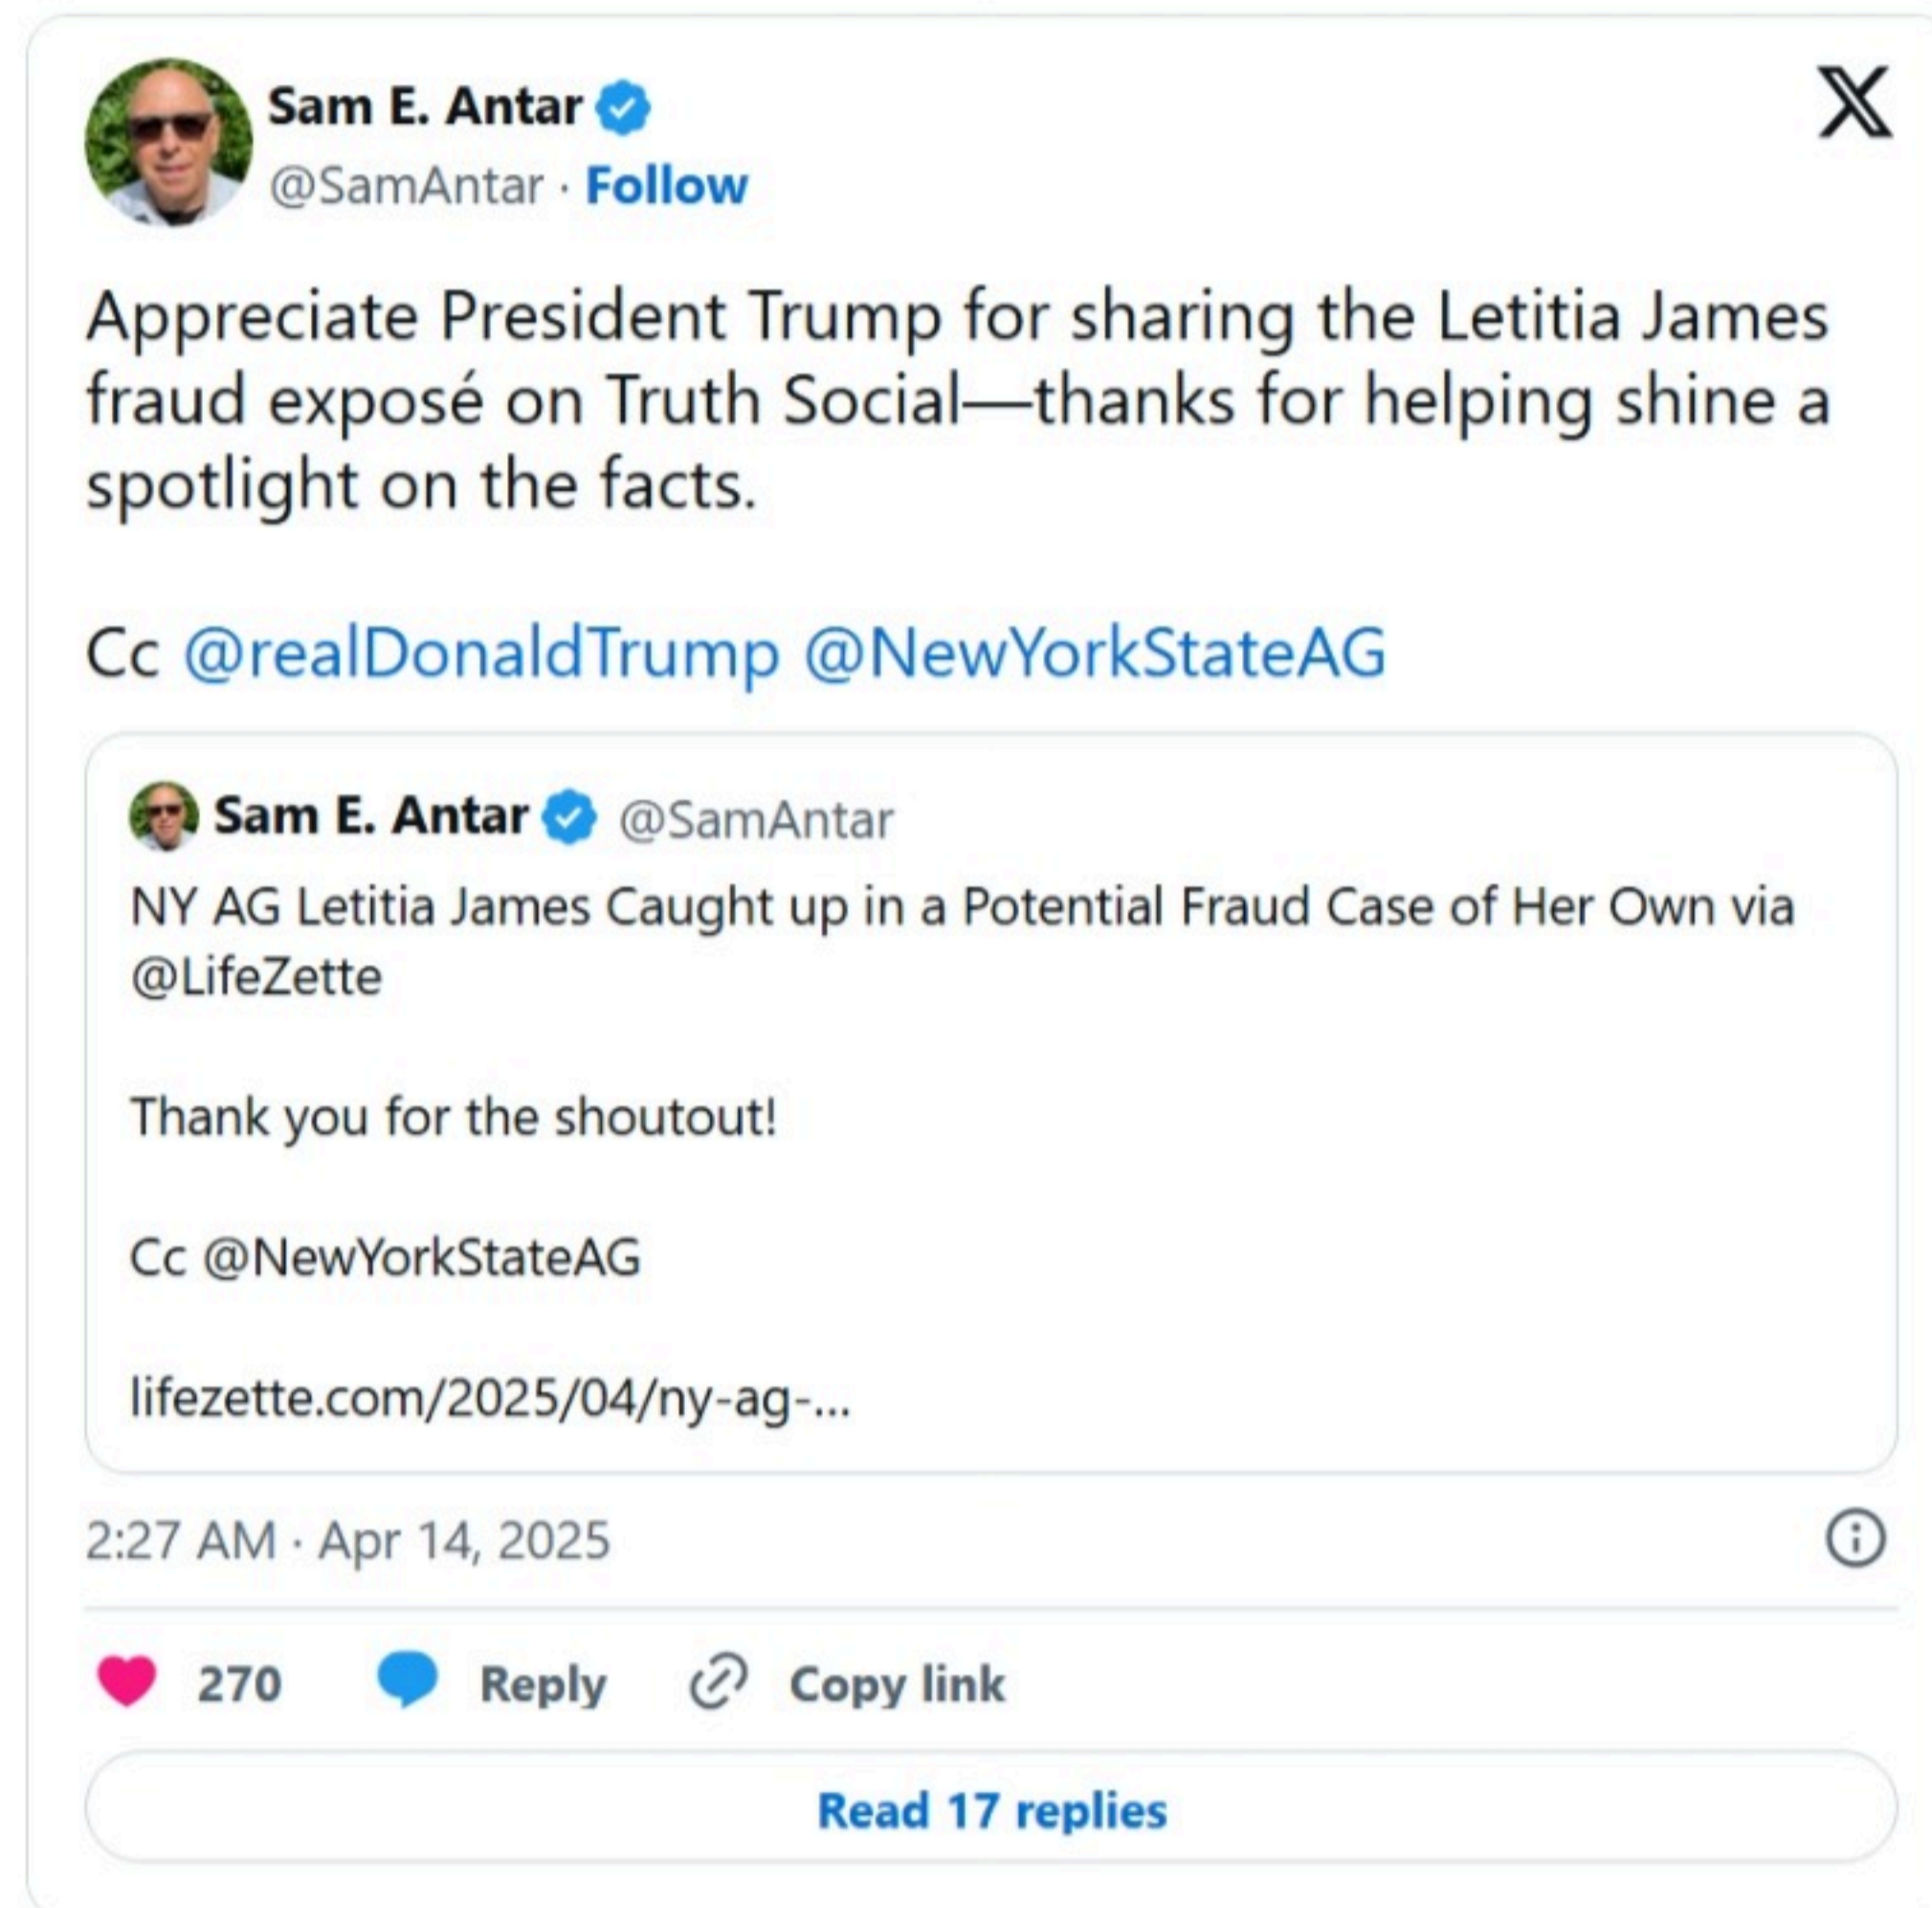 Sam E. Antar
@SamAntar · Follow
Appreciate President Trump for sharing the Letitia James
fraud exposé on Truth Social—thanks for helping shine a
spotlight on the facts.
Cc @realDonaldTrump @NewYorkStateAG
Sam E. Antar @SamAntar
NY AG Letitia James Caught up in a Potential Fraud Case of Her Own via
@LifeZette
Thank you for the shoutout!
Cc @NewYorkStateAG
lifezette.com/2025/04/ny-ag-...
2:27 AM · Apr 14, 2025
270 Reply Copy link
Read 17 replies